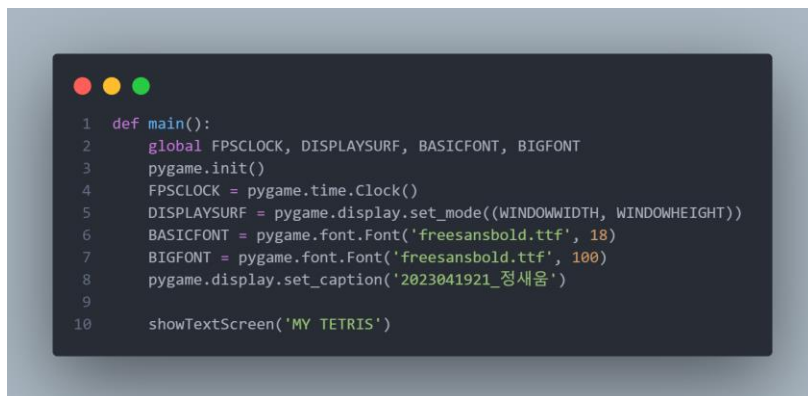 1 def main():
2 global FPSCLOCK, DISPLAYSURF, BASICFONT, BIGFONT
3 pygame.init()
4 FPSCLOCK = pygame.time.Clock()
5 DISPLAYSURF = pygame.display.set_mode((WINDOWWIDTH, WINDOWHEIGHT))
6 BASICFONT = pygame.font.Font('freesansbold.ttf', 18)
7 BIGFONT = pygame.font.Font('freesansbold.ttf', 100)
8 pygame.display.set_caption('2023041921_정새움')
9
10 showTextScreen('MY TETRIS')